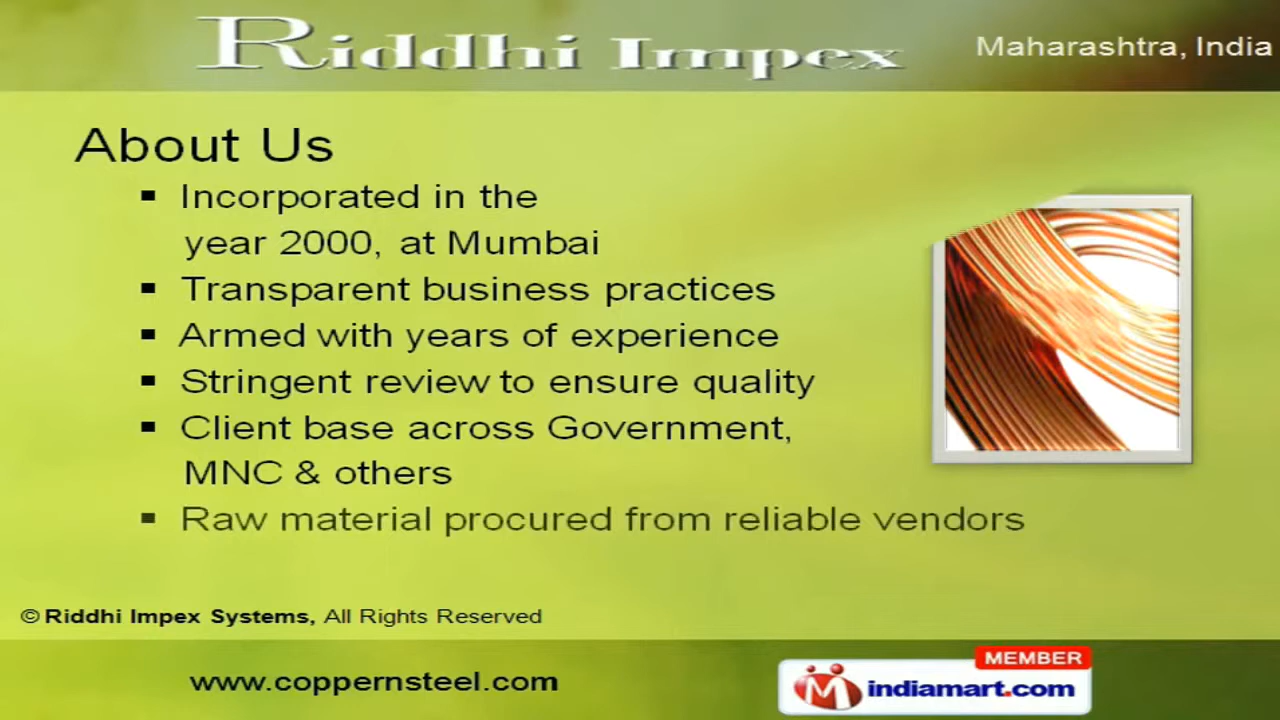 Riddhi Impex
Maharashtra, India
About Us
▪ Incorporated in the
year 2000, at Mumbai
▪ Transparent business practices
▪ Armed with years of experience
▪ Stringent review to ensure quality
▪ Client base across Government,
MNC & others
▪ Raw material procured from reliable vendors
© Riddhi Impex Systems, All Rights Reserved
www.coppernsteel.com
MEMBER
indiamart.com